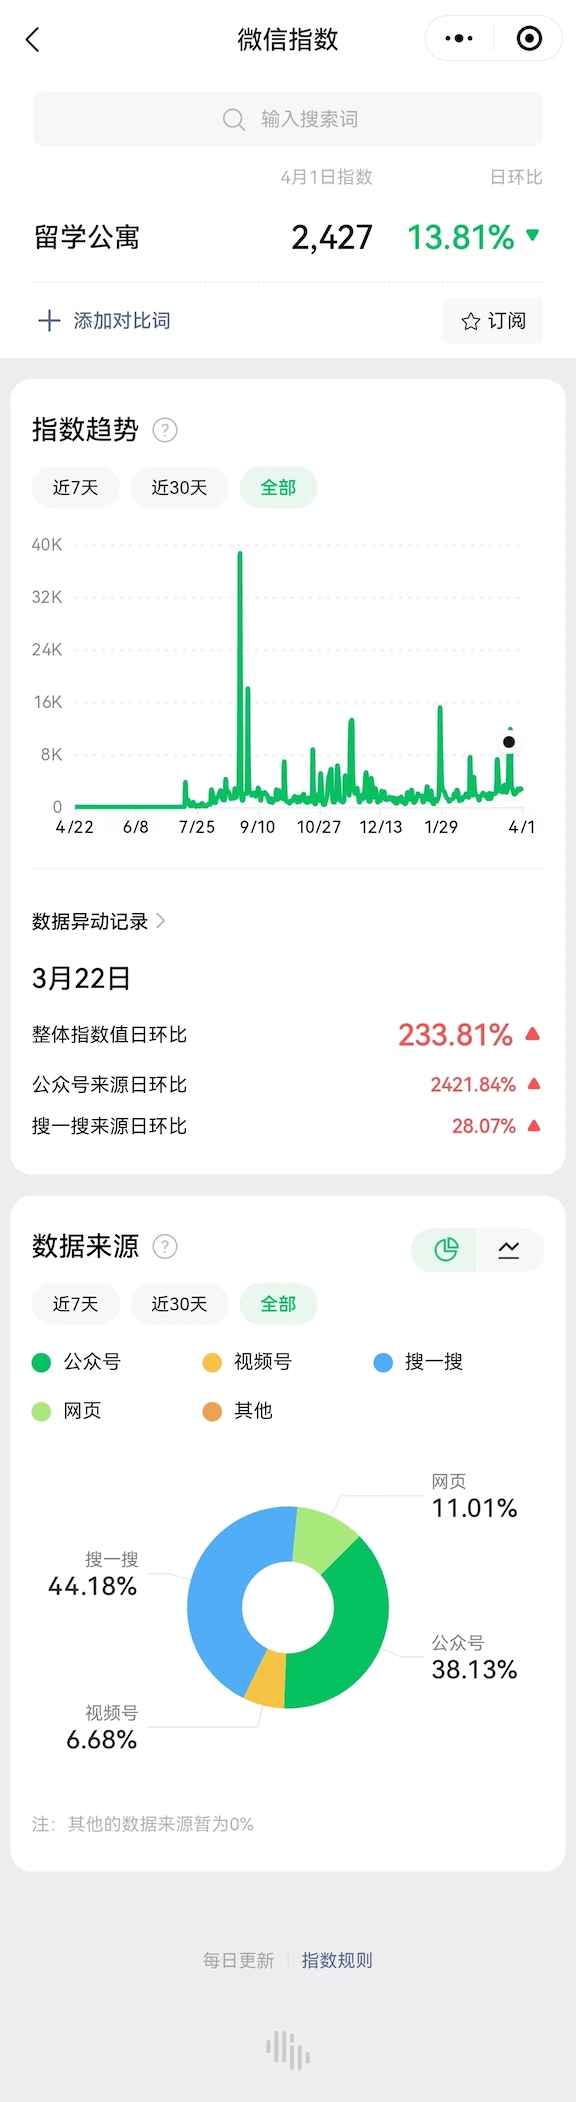 微信指数
输入搜索词
4月1日指数 日环比
留学公寓 2,427 13.81%
添加对比词 订阅
指数趋势 ?
近7天 近30天 全部
40K
32K
24K
16K
8K
0
4/22 6/8 7/25 9/10 10/27 12/13 1/29 4/1
数据异动记录
3月22日
整体指数值日环比 233.81%
公众号来源日环比 2421.84%
搜一搜来源日环比 28.07%
数据来源 ?
近7天 近30天 全部
公众号 视频号 搜一搜
网页 其他
网页
11.01%
搜一搜
44.18%
公众号
38.13%
视频号
6.68%
注：其他的数据来源暂为0%
每日更新 指数规则